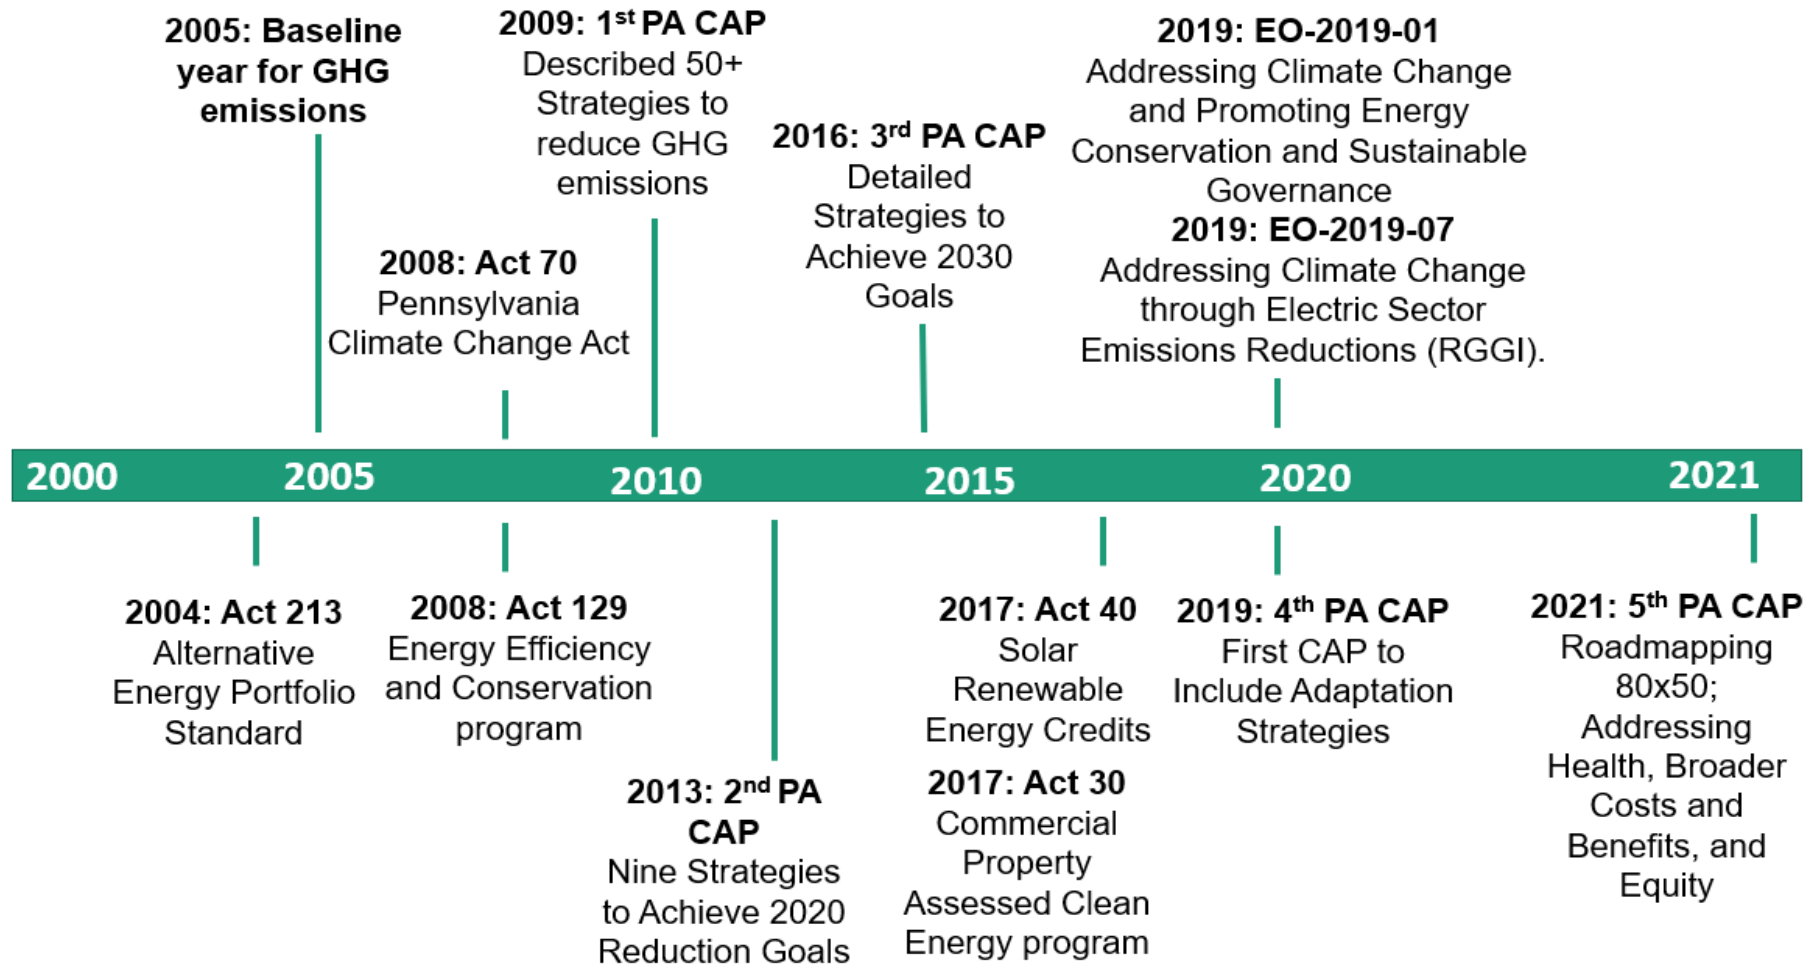 2005: Baseline
year for GHG
emissions
2009: 1st PA CAP
Described 50+
Strategies to
reduce GHG
emissions
2008: Act 70
Pennsylvania
Climate Change Act
2016: 3rd PA CAP
Detailed
Strategies to
Achieve 2030
Goals
2019: EO-2019-01
Addressing Climate Change
and Promoting Energy
Conservation and Sustainable
Governance
2019: EO-2019-07
Addressing Climate Change
through Electric Sector
Emissions Reductions (RGGI).
2000 2005 2010 2015 2020 2021
2004: Act 213
Alternative
Energy Portfolio
Standard
2008: Act 129
Energy Efficiency
and Conservation
program
2013: 2nd PA
CAP
Nine Strategies
to Achieve 2020
Reduction Goals
2017: Act 40
Solar
Renewable
Energy Credits
2017: Act 30
Commercial
Property
Assessed Clean
Energy program
2019: 4th PA CAP
First CAP to
Include Adaptation
Strategies
2021: 5th PA CAP
Roadmapping
80x50;
Addressing
Health, Broader
Costs and
Benefits, and
Equity